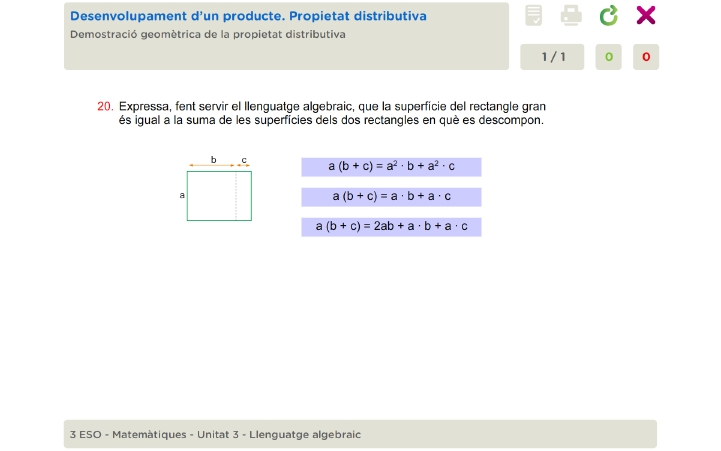 Desenvolupament d'un producte. Propietat distributiva
Demostració geomètrica de la propietat distributiva
1 / 1
0
0
20. Expressa, fent servir el llenguatge algebraic, que la superfície del rectangle gran
és igual a la suma de les superfícies dels dos rectangles en què es descompon.
b
c
a
a (b + c) = a² · b + a² · c
a (b + c) = a · b + a · c
a (b + c) = 2ab + a · b + a · c
3 ESO - Matemàtiques - Unitat 3 - Llenguatge algebraic